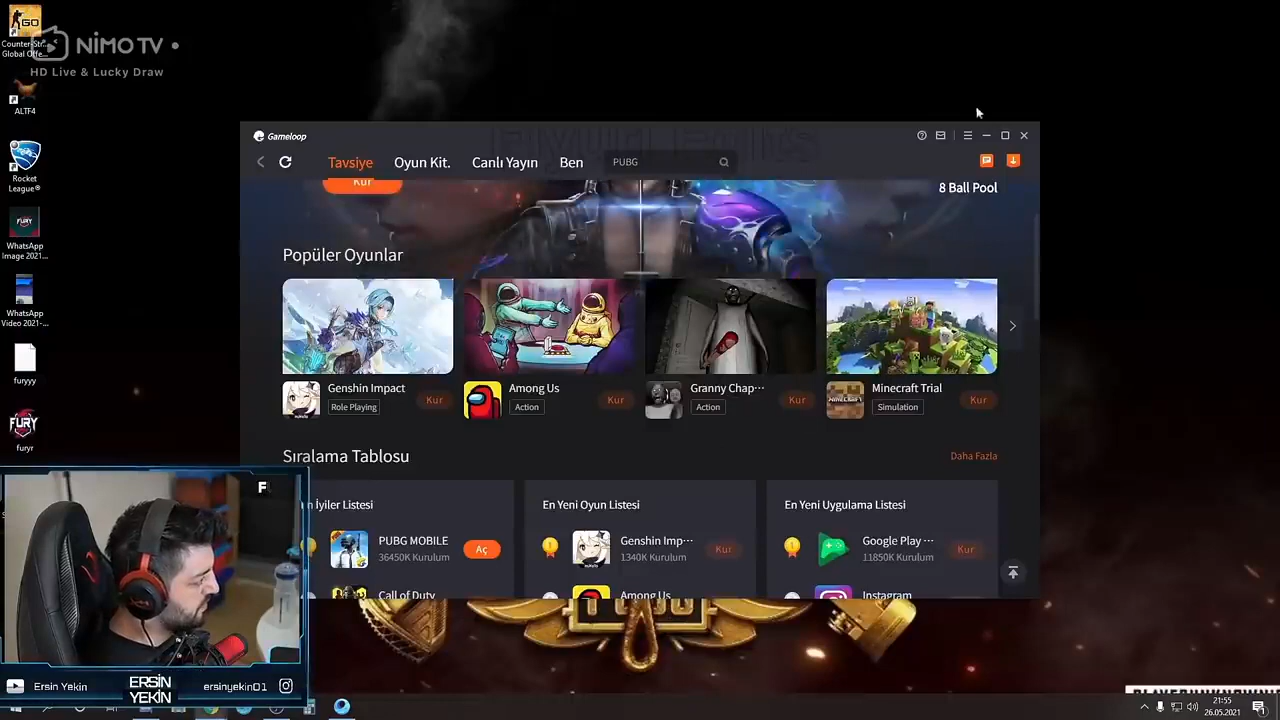 GO
Counter-Str...
Global Offe...
NiMO TV
HD Live & Lucky Draw
ALTF4
Rocket
League®
FURY
WhatsApp
Image 2021...
WhatsApp
Video 2021-...
furyyy
FURY
furyr
Gameloop
Tavsiye
Oyun Kit.
Canlı Yayın
Ben
PUBG
Kur
8 Ball Pool
Popüler Oyunlar
Genshin Impact
Role Playing
Kur
Among Us
Action
Kur
Granny Chap···
Action
Kur
Minecraft Trial
Simulation
Kur
Sıralama Tablosu
Daha Fazla
n İyiler Listesi
En Yeni Oyun Listesi
En Yeni Uygulama Listesi
PUBG MOBILE
36450K Kurulum
Aç
Genshin Imp···
1340K Kurulum
Kur
Google Play ···
11850K Kurulum
Kur
Call of Duty
Among Us
Instagram
F
Ersin Yekin
ERSİN
YEKİN
ersinyekin01
21:55
26.05.2021